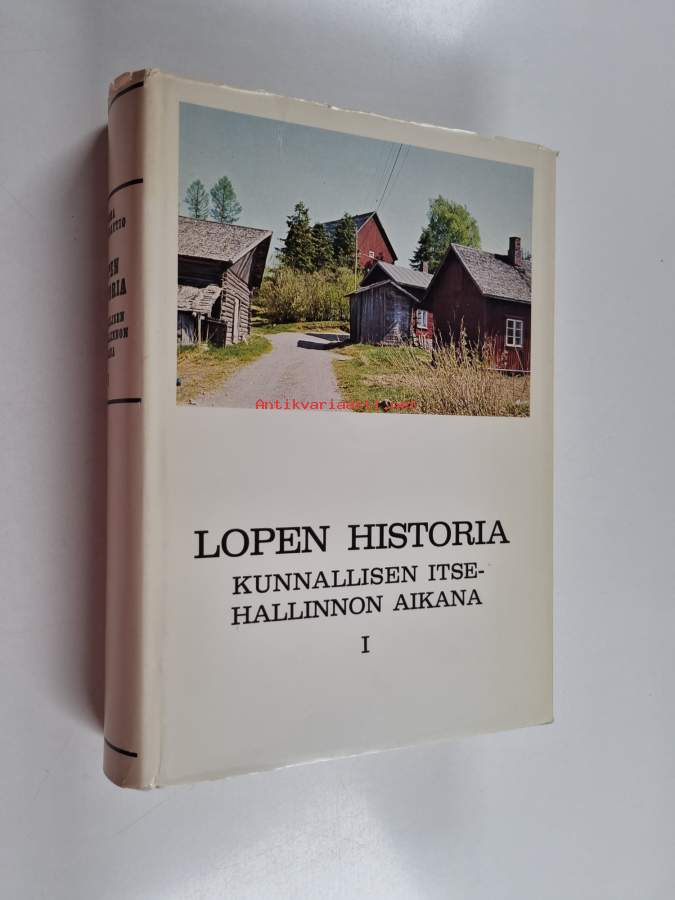 LOPEN HISTORIA
KUNNALLISEN ITSE-
HALLINNON AIKANA
I
Antikvariaatti.net